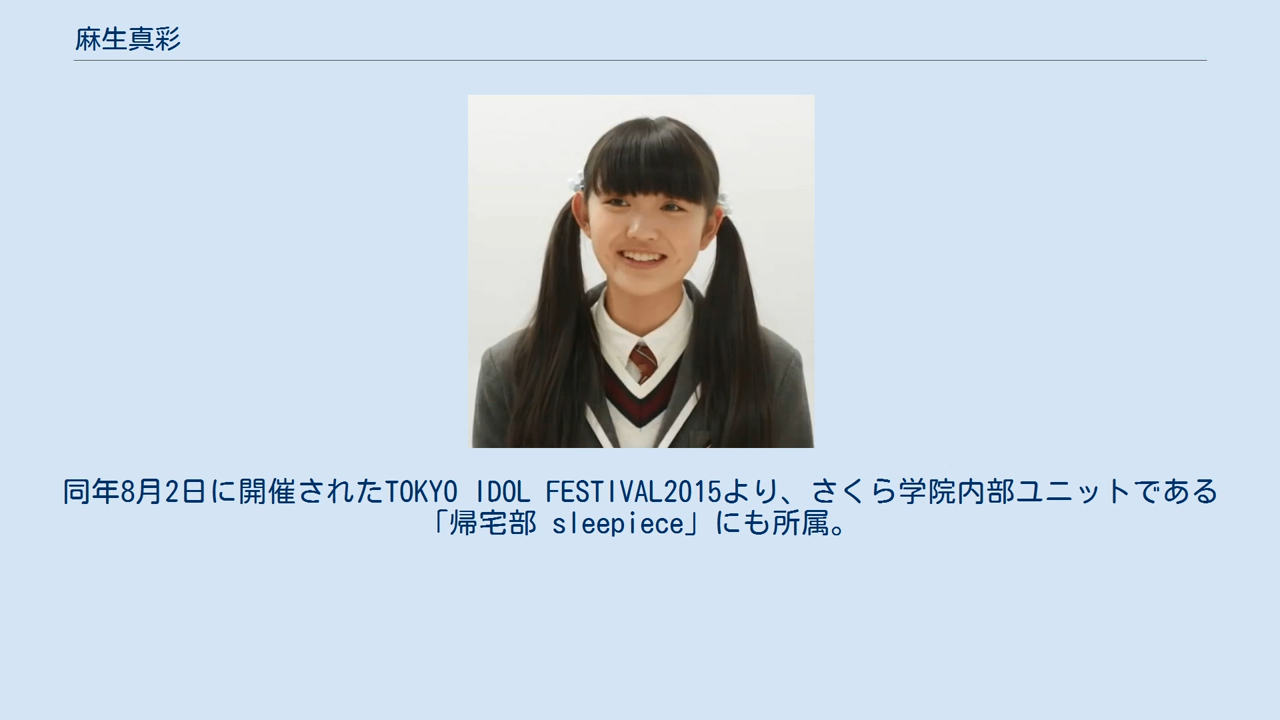 麻生真彩
同年8月2日に開催されたTOKYO IDOL FESTIVAL2015より、さくら学院内部ユニットである
「帰宅部 sleepiece」にも所属。